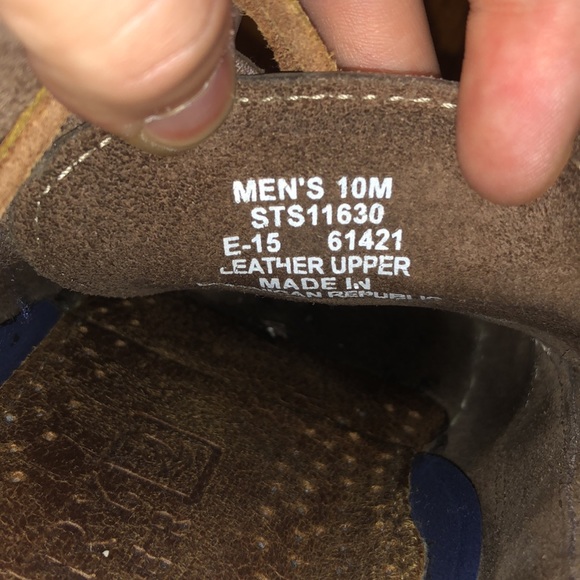 MEN'S 10M
STS11630
E-15 61421
LEATHER UPPER
MADE IN
REPUBLIC